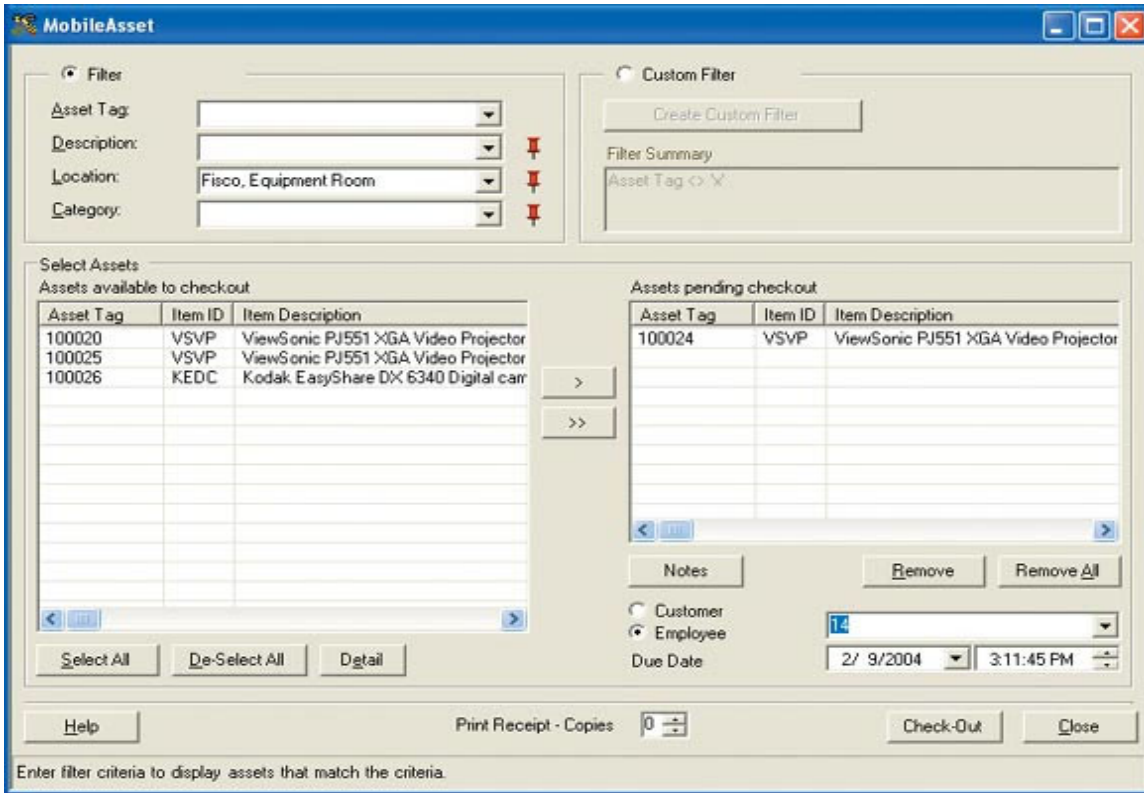 MobileAsset
Filter
Asset Tag:
Description:
Location: Fisco, Equipment Room
Category:
Custom Filter
Create Custom Filter
Filter Summary
Asset Tag <> 'x'
Select Assets
Assets available to checkout
Asset Tag Item ID Item Description
100020 VSVP ViewSonic PJ551 XGA Video Projector
100025 VSVP ViewSonic PJ551 XGA Video Projector
100026 KEDC Kodak EasyShare DX 6340 Digital cam
Select All De-Select All Detail
> 
>>
Assets pending checkout
Asset Tag Item ID Item Description
100024 VSVP ViewSonic PJ551 XGA Video Projector
Notes Remove Remove All
Customer
Employee 14
Due Date 2/ 9/2004 3:11:45 PM
Help Print Receipt - Copies 0 Check-Out Close
Enter filter criteria to display assets that match the criteria.